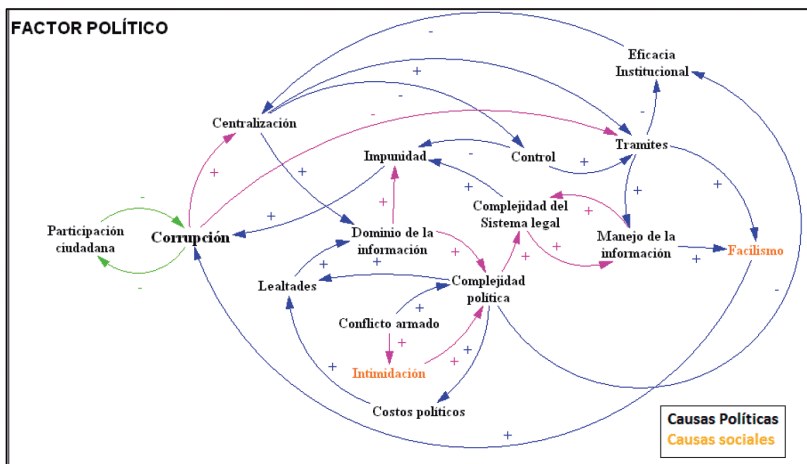 FACTOR POLÍTICO
Eficacia
Institucional
Centralización
Tramites
Impunidad
Control
Complejidad del
Sistema legal
Participación
ciudadana
Corrupción
Dominio de la
información
Manejo de la
información
Facilismo
Lealtades
Complejidad
política
Conflicto armado
Intimidación
Costos políticos
Causas Políticas
Causas sociales